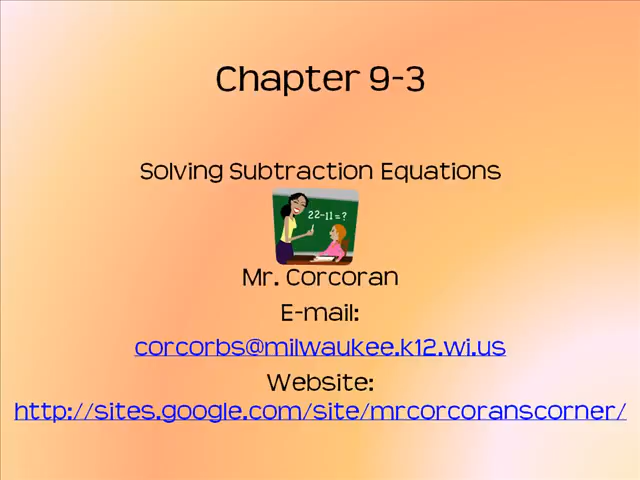 Chapter 9-3
Solving Subtraction Equations
22-11=?
Mr. Corcoran
E-mail:
corcorbs@milwaukee.k12.wi.us
Website:
http://sites.google.com/site/mrcorcoranscorner/